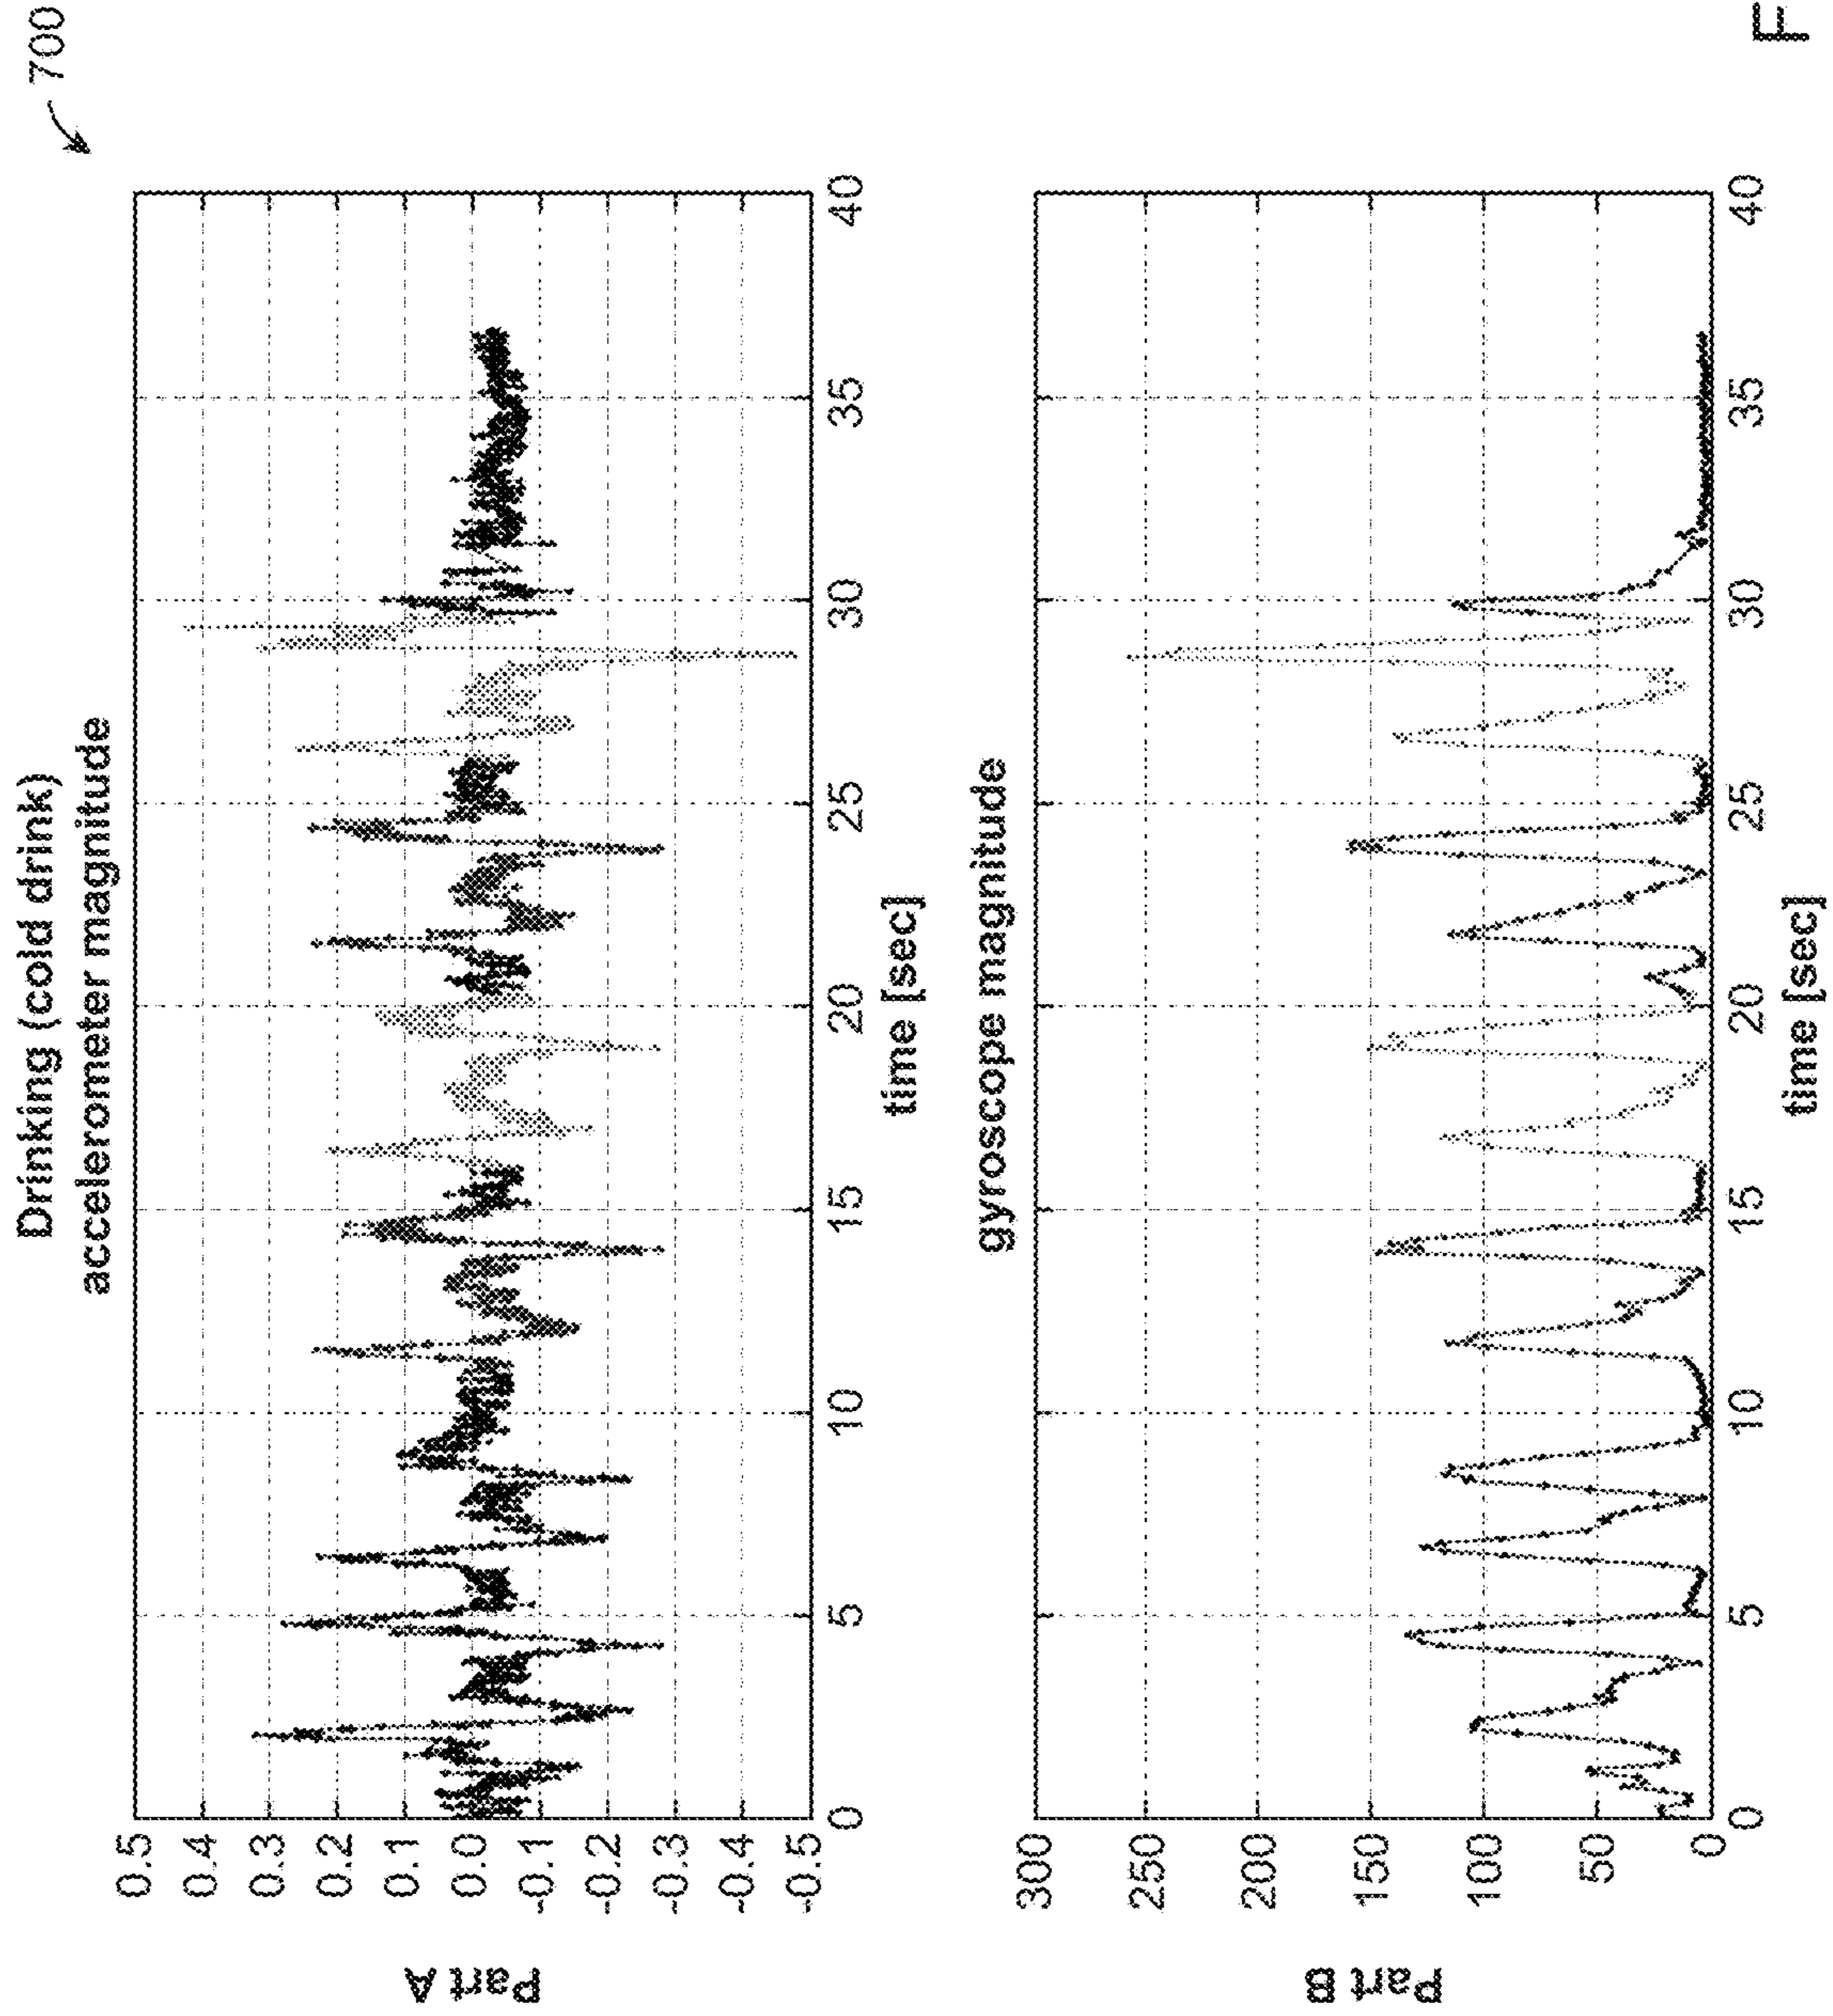 700
Drinking (cold drink)
accelerometer magnitude
Part A
0.5
0.4
0.3
0.2
0.1
0.0
-0.1
-0.2
-0.3
-0.4
-0.5
0 5 10 15 20 25 30 35 40
time [sec]
gyroscope magnitude
Part B
300
250
200
150
100
50
0
0 5 10 15 20 25 30 35 40
time [sec]
F